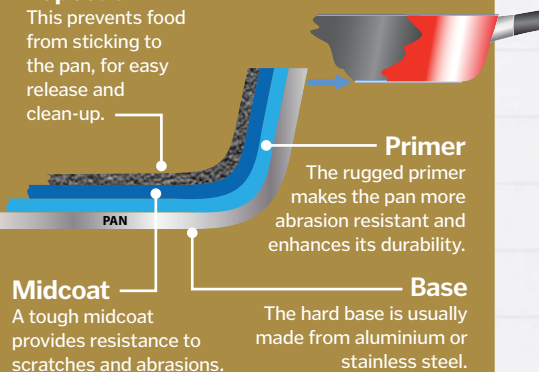 This prevents food
from sticking to
the pan, for easy
release and
clean-up.
Primer
The rugged primer
makes the pan more
abrasion resistant and
enhances its durability.
PAN
Midcoat
A tough midcoat
provides resistance to
scratches and abrasions.
Base
The hard base is usually
made from aluminium or
stainless steel.